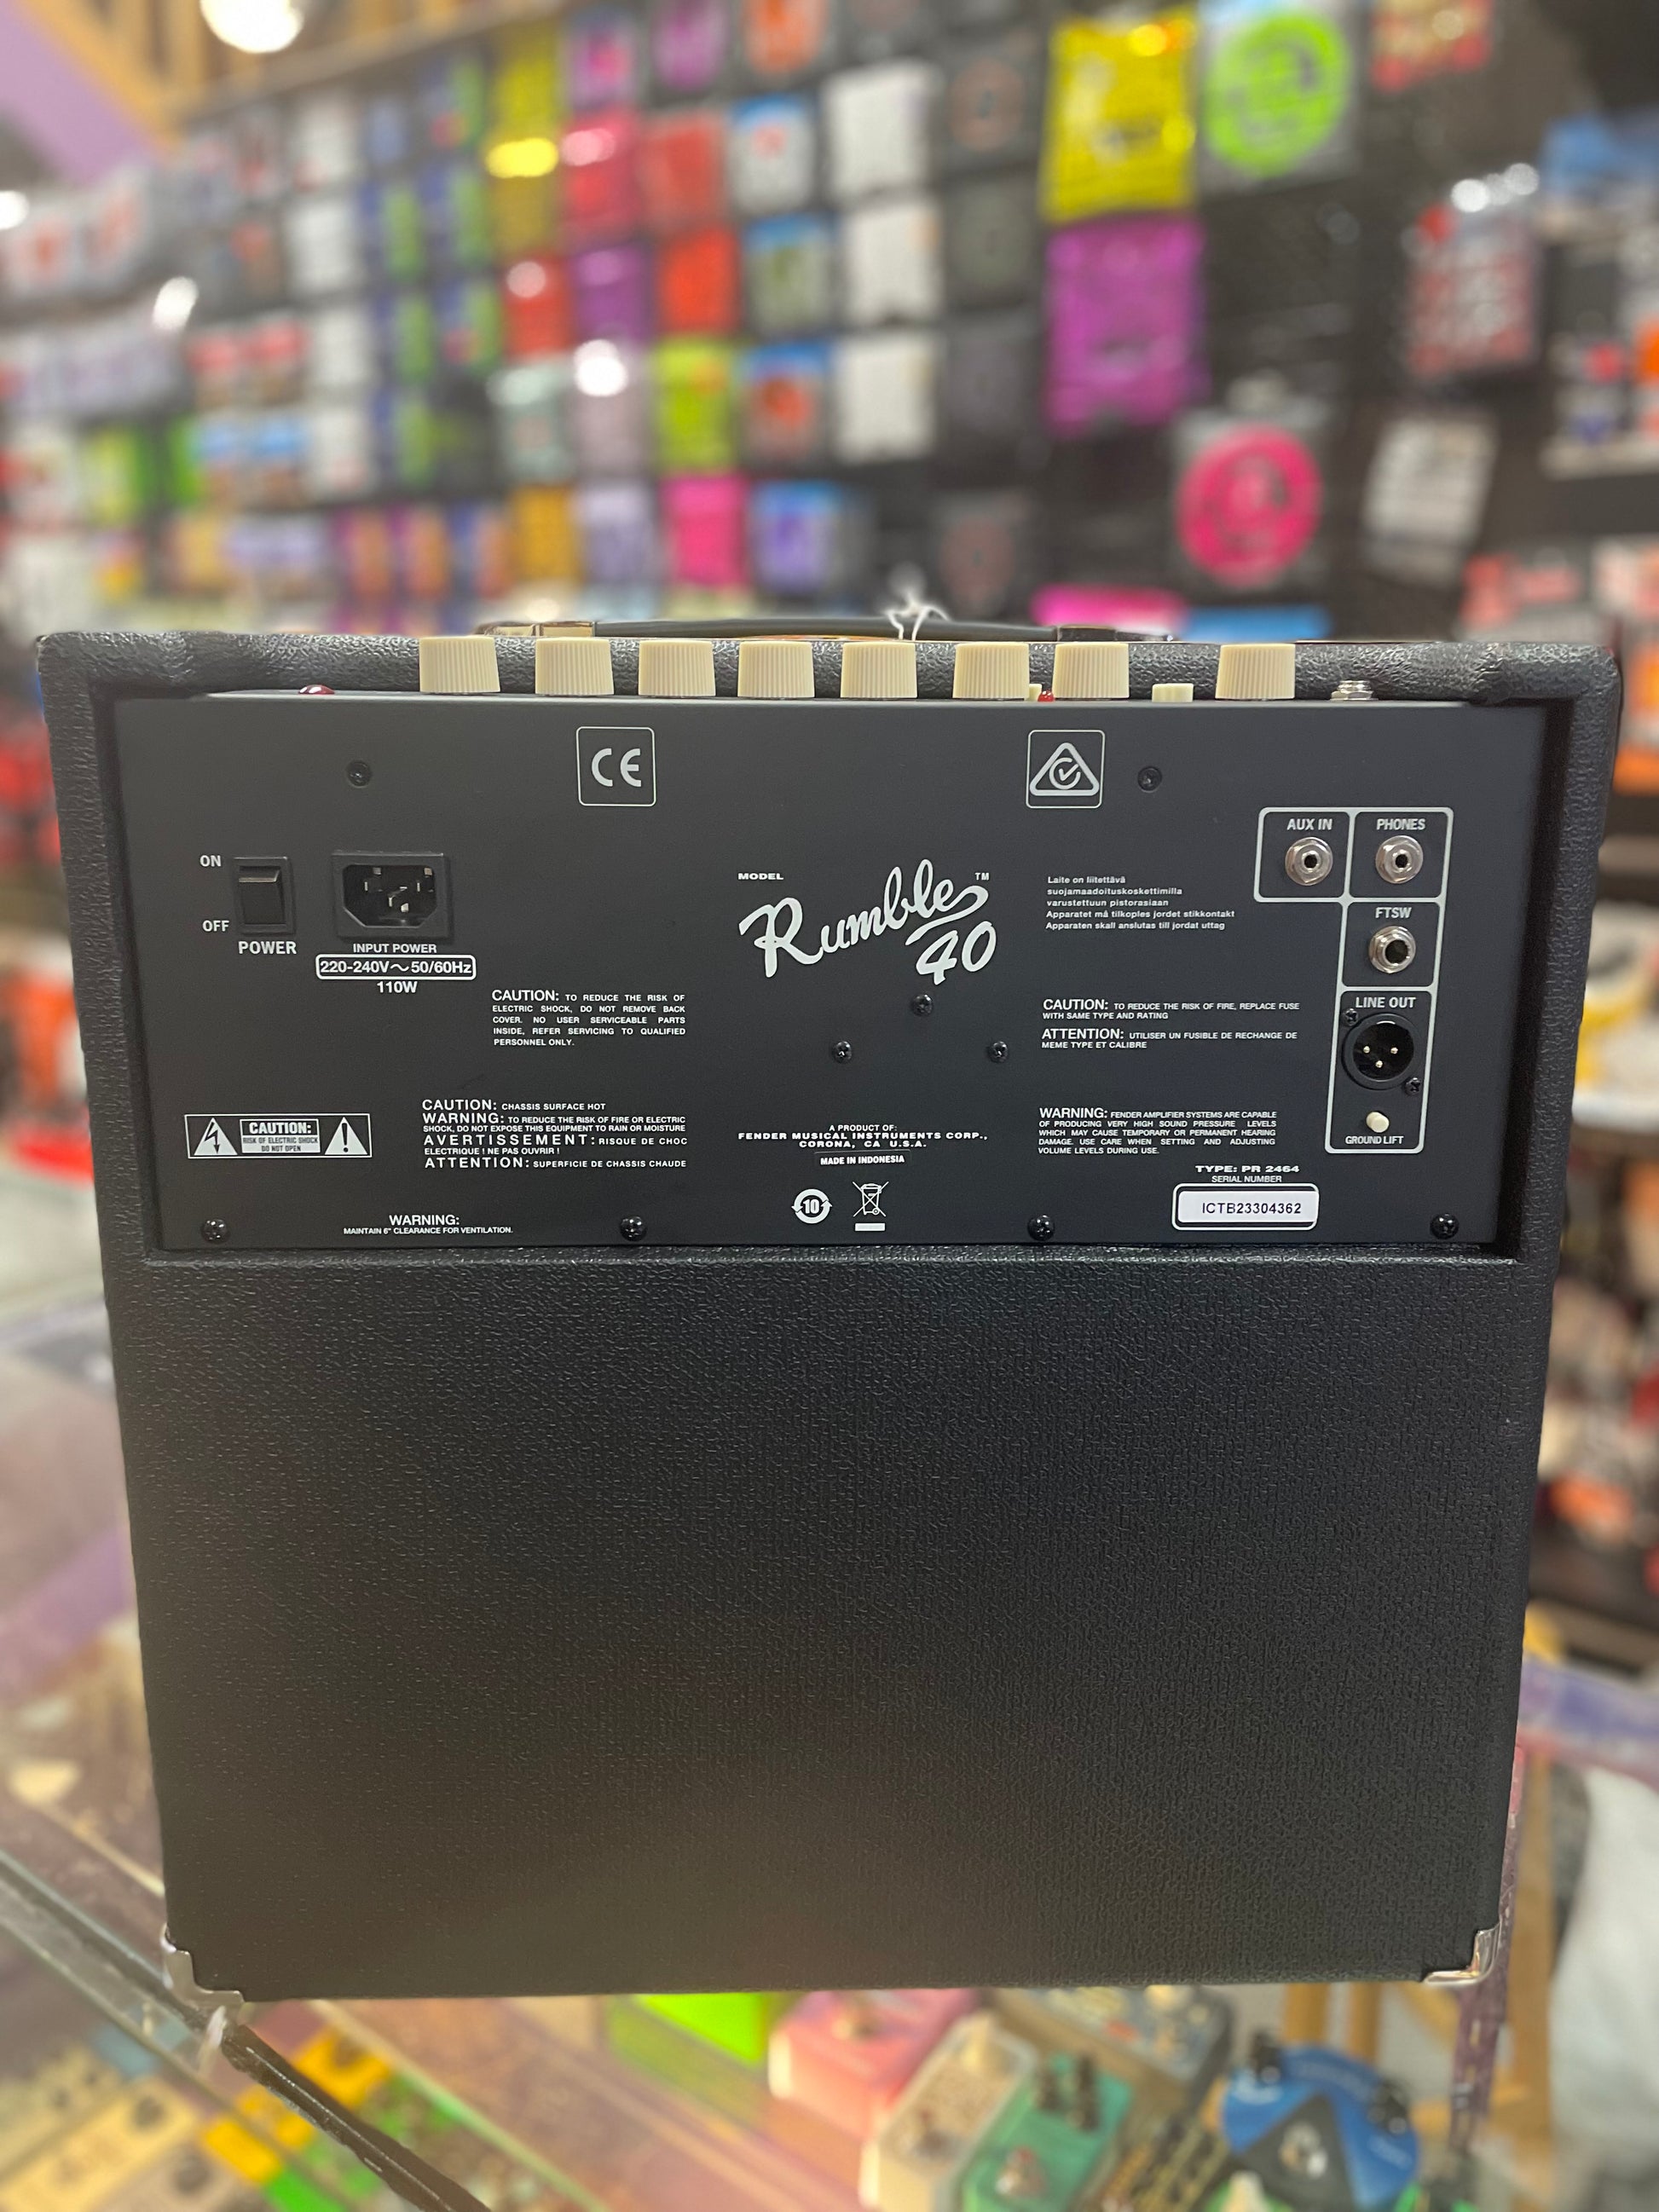 CE
ON
OFF
POWER
INPUT POWER
220-240V～50/60Hz
110W
MODEL
Rumble™
40
Laite on liitettävä
suojamaadoituskoskettimilla
varustettuun pistorasiaan
Apparatet må tilkoples jordet stikkontakt
Apparaten skall anslutas till jordat uttag
AUX IN
PHONES
FTSW
LINE OUT
GROUND LIFT
CAUTION: TO REDUCE THE RISK OF
ELECTRIC SHOCK, DO NOT REMOVE BACK
COVER. NO USER SERVICEABLE PARTS
INSIDE, REFER SERVICING TO QUALIFIED
PERSONNEL ONLY.
CAUTION: TO REDUCE THE RISK OF FIRE, REPLACE FUSE
WITH SAME TYPE AND RATING
ATTENTION: UTILISER UN FUSIBLE DE RECHANGE DE
MEME TYPE ET CALIBRE
CAUTION:
RISK OF ELECTRIC SHOCK
DO NOT OPEN
CAUTION: CHASSIS SURFACE HOT
WARNING: TO REDUCE THE RISK OF FIRE OR ELECTRIC
SHOCK, DO NOT EXPOSE THIS EQUIPMENT TO RAIN OR MOISTURE
AVERTISSEMENT: RISQUE DE CHOC
ELECTRIQUE ! NE PAS OUVRIR !
ATTENTION: SUPERFICIE DE CHASSIS CHAUDE
A PRODUCT OF:
FENDER MUSICAL INSTRUMENTS CORP.,
CORONA, CA U.S.A.
MADE IN INDONESIA
10
WARNING: FENDER AMPLIFIER SYSTEMS ARE CAPABLE
OF PRODUCING VERY HIGH SOUND PRESSURE LEVELS
WHICH MAY CAUSE TEMPORARY OR PERMANENT HEARING
DAMAGE. USE CARE WHEN SETTING AND ADJUSTING
VOLUME LEVELS DURING USE.
TYPE: PR 2464
SERIAL NUMBER
ICTB23304362
WARNING:
MAINTAIN 6" CLEARANCE FOR VENTILATION.